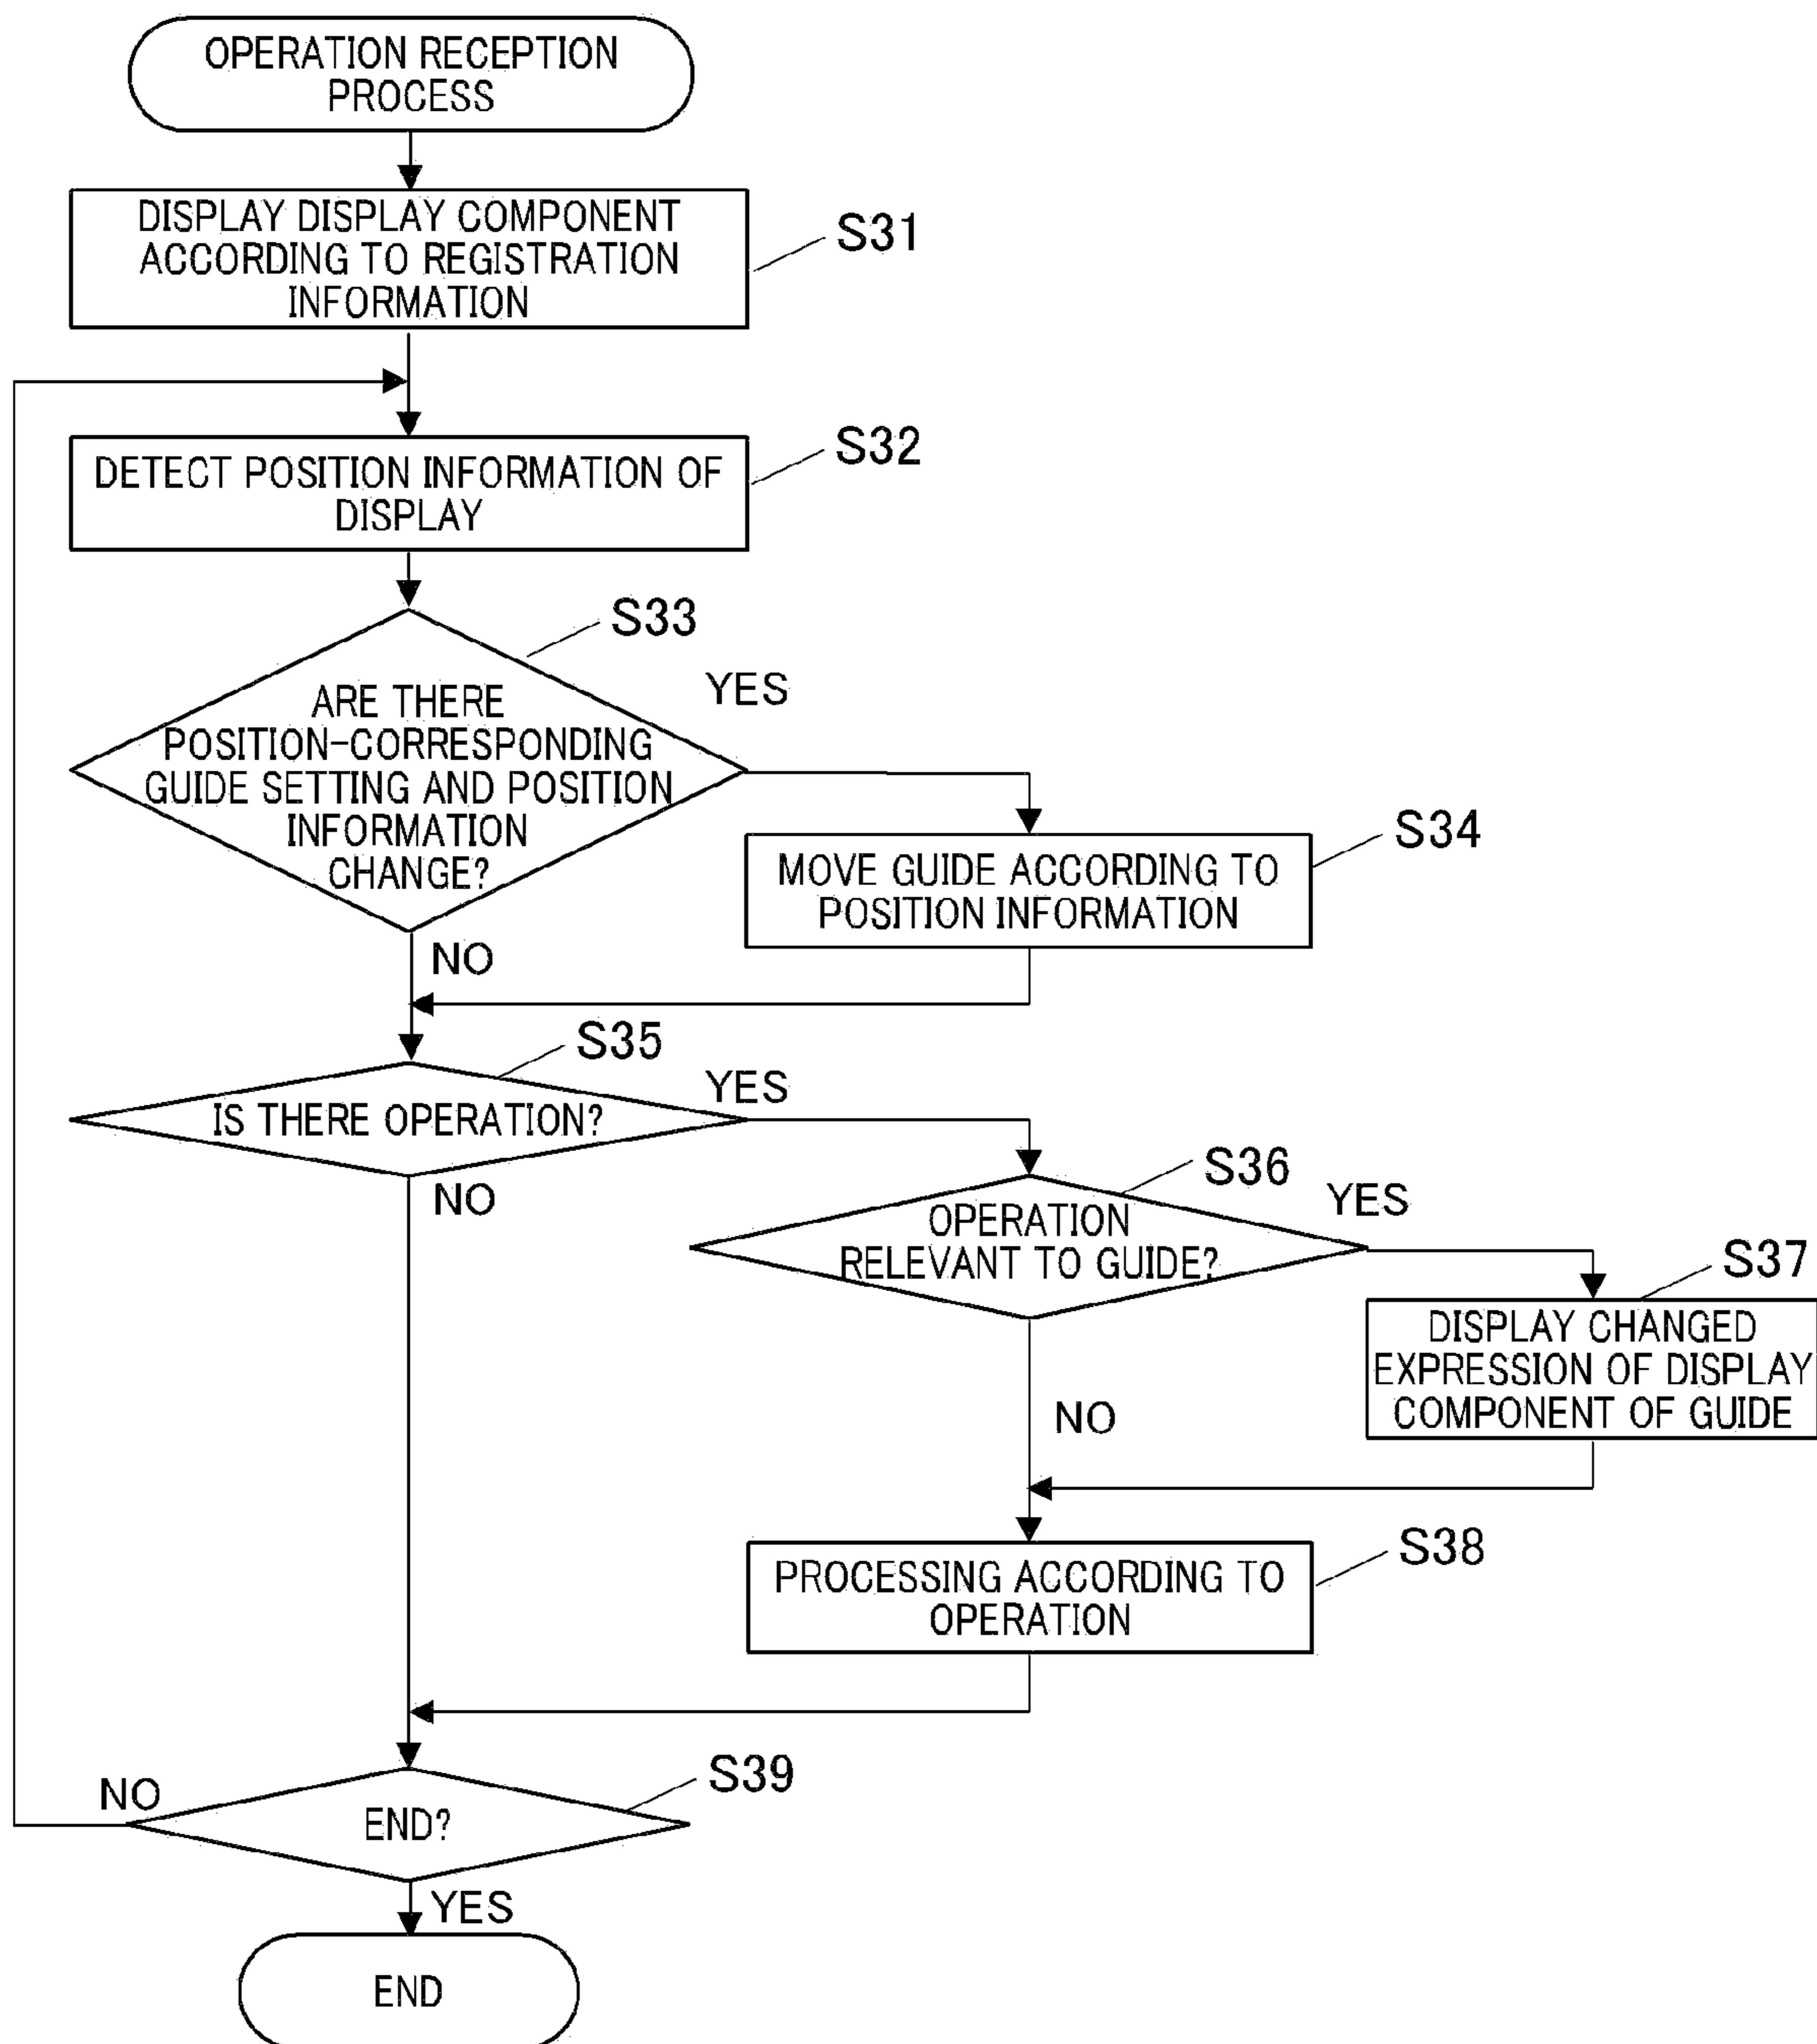 OPERATION RECEPTION
PROCESS
DISPLAY DISPLAY COMPONENT
ACCORDING TO REGISTRATION
INFORMATION
S31
DETECT POSITION INFORMATION OF
DISPLAY
S32
S33
ARE THERE
POSITION-CORRESPONDING
GUIDE SETTING AND POSITION
INFORMATION
CHANGE?
YES
NO
MOVE GUIDE ACCORDING TO
POSITION INFORMATION
S34
S35
IS THERE OPERATION?
YES
NO
S36
OPERATION
RELEVANT TO GUIDE?
YES
NO
S37
DISPLAY CHANGED
EXPRESSION OF DISPLAY
COMPONENT OF GUIDE
PROCESSING ACCORDING TO
OPERATION
S38
S39
END?
NO
YES
END